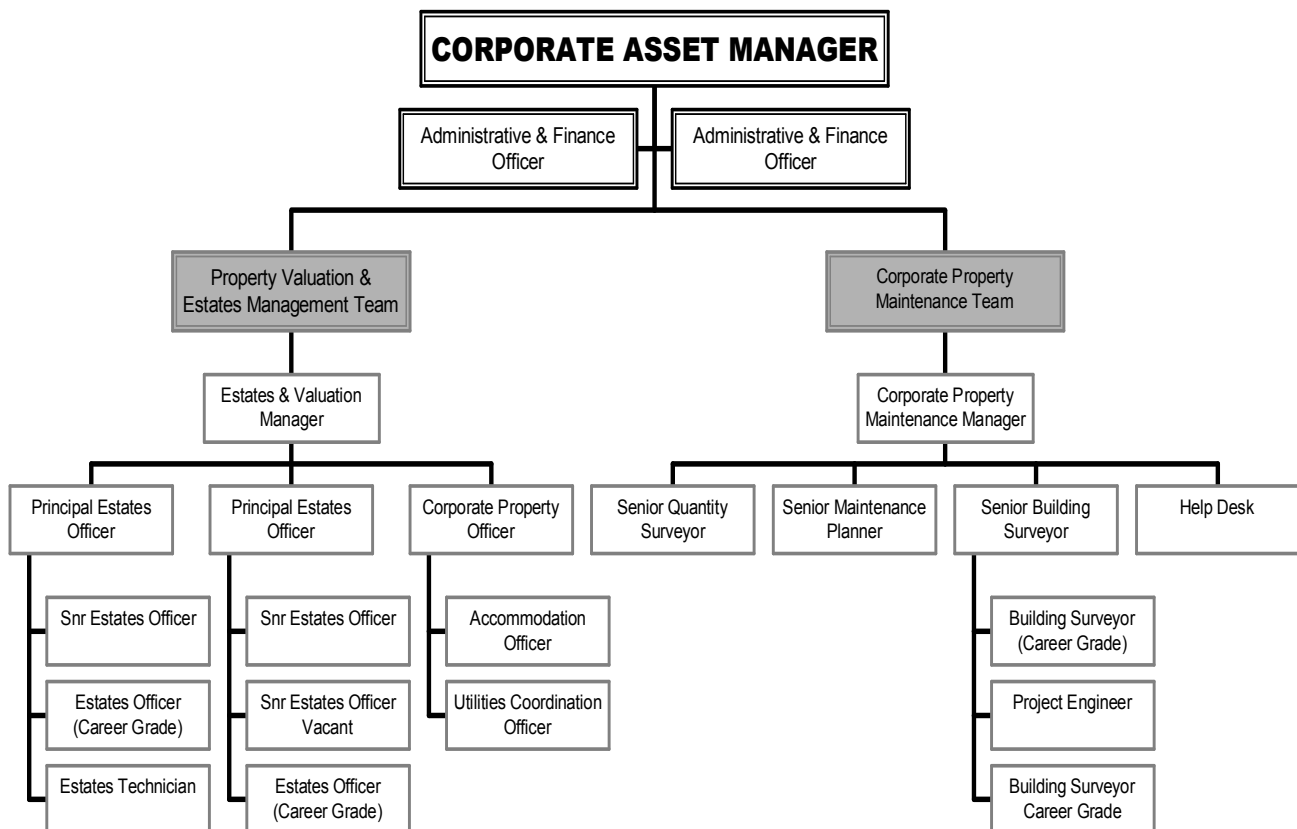 CORPORATE ASSET MANAGER
Administrative & Finance
Officer
Administrative & Finance
Officer
Property Valuation &
Estates Management Team
Corporate Property
Maintenance Team
Estates & Valuation
Manager
Corporate Property
Maintenance Manager
Principal Estates
Officer
Principal Estates
Officer
Corporate Property
Officer
Senior Quantity
Surveyor
Senior Maintenance
Planner
Senior Building
Surveyor
Help Desk
Snr Estates Officer
Estates Officer
(Career Grade)
Estates Technician
Snr Estates Officer
Snr Estates Officer
Vacant
Estates Officer
(Career Grade)
Accommodation
Officer
Utilities Coordination
Officer
Building Surveyor
(Career Grade)
Project Engineer
Building Surveyor
Career Grade